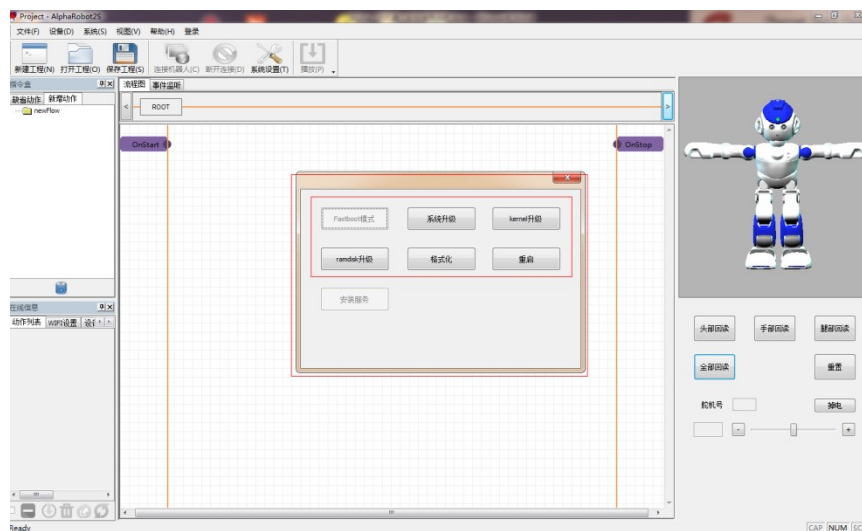 Project - AlphaRobot2S
文件(F) 设备(D) 系统(S) 视图(V) 帮助(H) 登录
新建工程(N) 打开工程(O) 保存工程(S) 连接机器人(C) 断开连接(D) 系统设置(T) 播放(P)
指令盒
缺省动作 新增动作
newFlow
流程图 事件监听
ROOT
OnStart
OnStop
Fastboot模式 系统升级 kernel升级
ramdisk升级 格式化 重启
安装服务
在线信息
动作列表 WIFI设置
头部回读 手部回读 腿部回读
全部回读 重置
舵机号 掉电
- +
Ready
CAP NUM SC